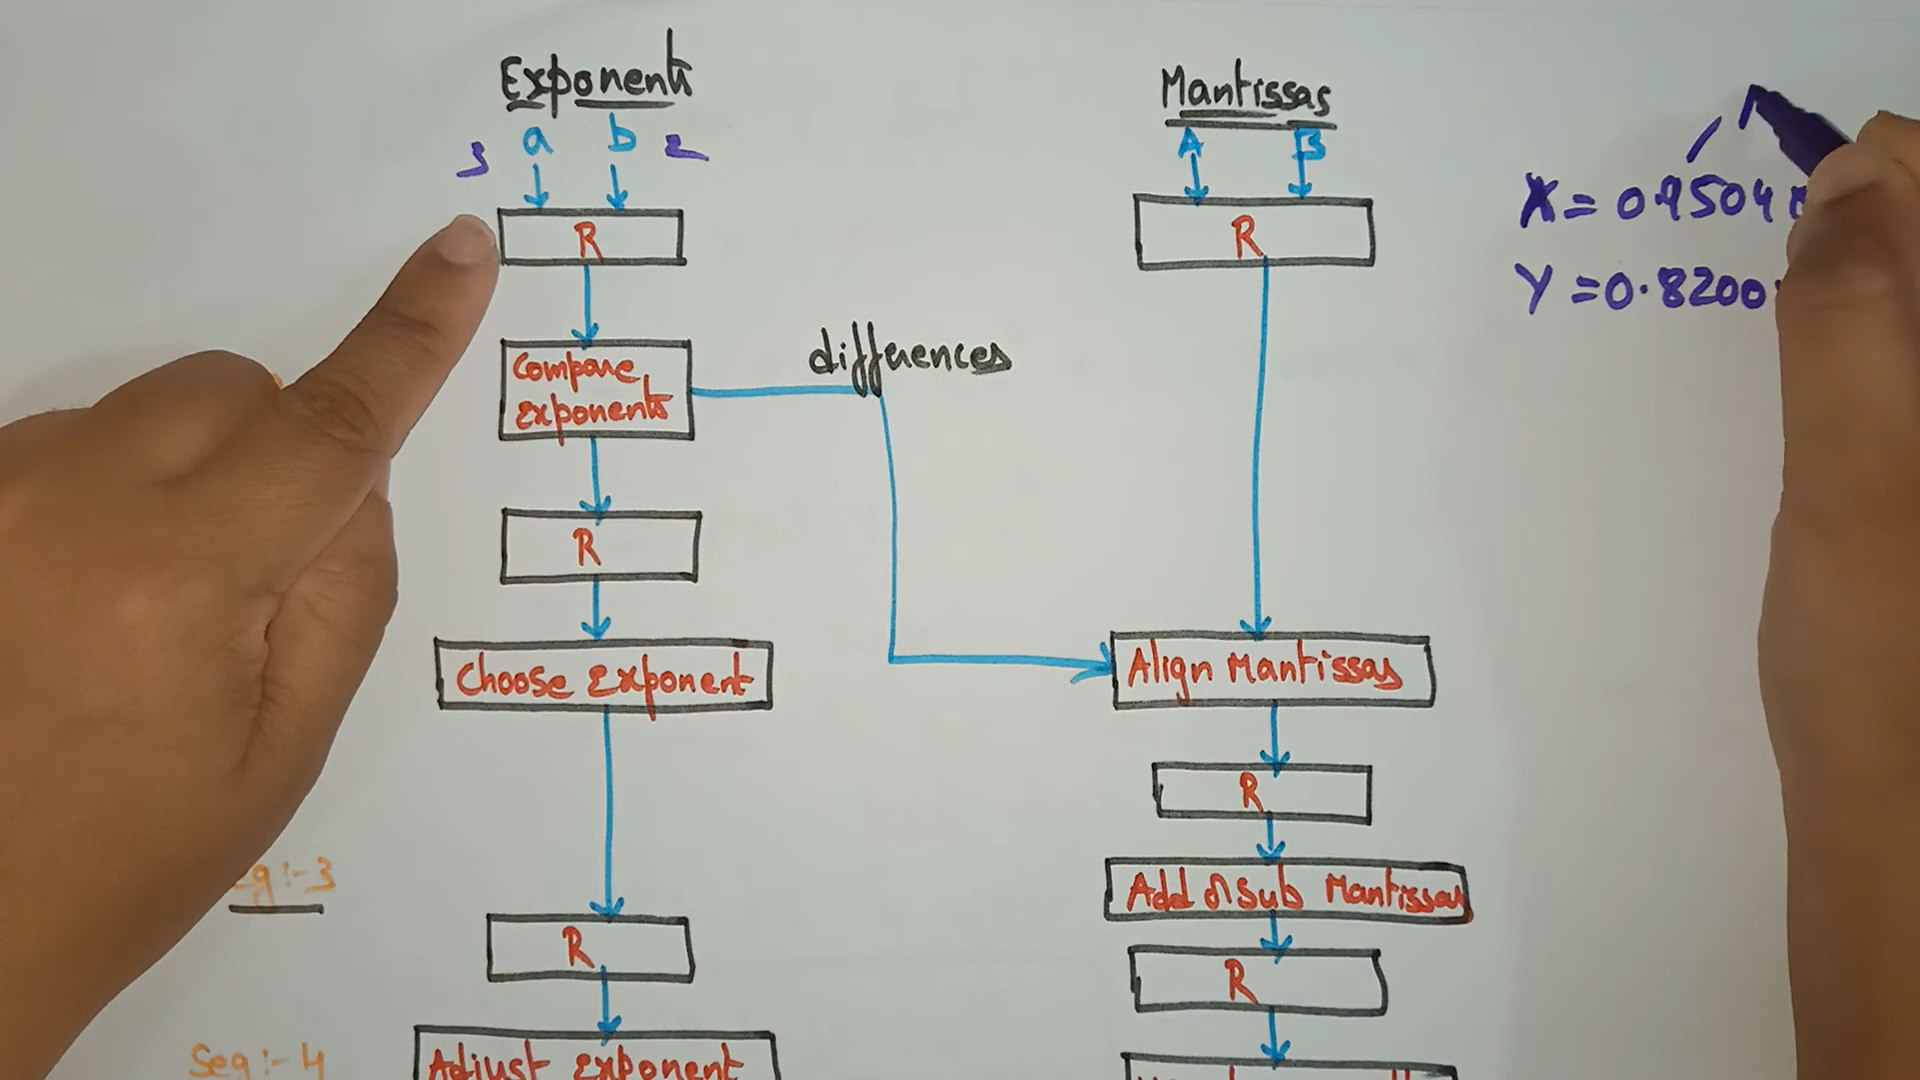 Exponents
Mantissas
3 a b 2
A B
R
R
X = 0.9504
Y = 0.8200
Compare
exponents
differences
R
Choose Exponent
Align Mantissas
R
:-3
Add or Sub Mantissas
R
R
Seg:-4
Adjust exponent